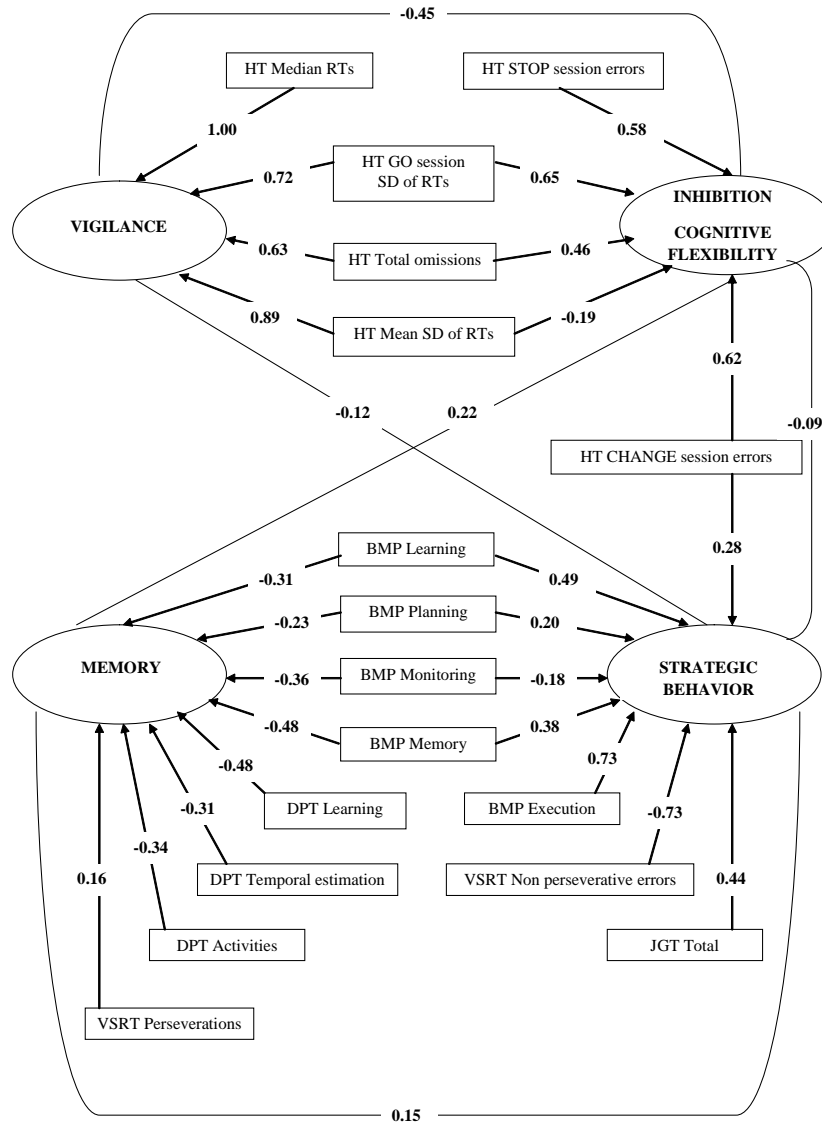 -0.45
HT Median RTs
HT STOP session errors
1.00
0.58
HT GO session
SD of RTs
0.72
0.65
VIGILANCE
INHIBITION
COGNITIVE
FLEXIBILITY
0.63
HT Total omissions
0.46
0.89
HT Mean SD of RTs
-0.19
0.62
-0.12
0.22
-0.09
HT CHANGE session errors
0.28
BMP Learning
-0.31
0.49
BMP Planning
-0.23
0.20
MEMORY
STRATEGIC
BEHAVIOR
-0.36
BMP Monitoring
-0.18
-0.48
BMP Memory
0.38
-0.48
0.73
DPT Learning
BMP Execution
-0.31
-0.73
-0.34
0.16
DPT Temporal estimation
VSRT Non perseverative errors
0.44
DPT Activities
JGT Total
VSRT Perseverations
0.15